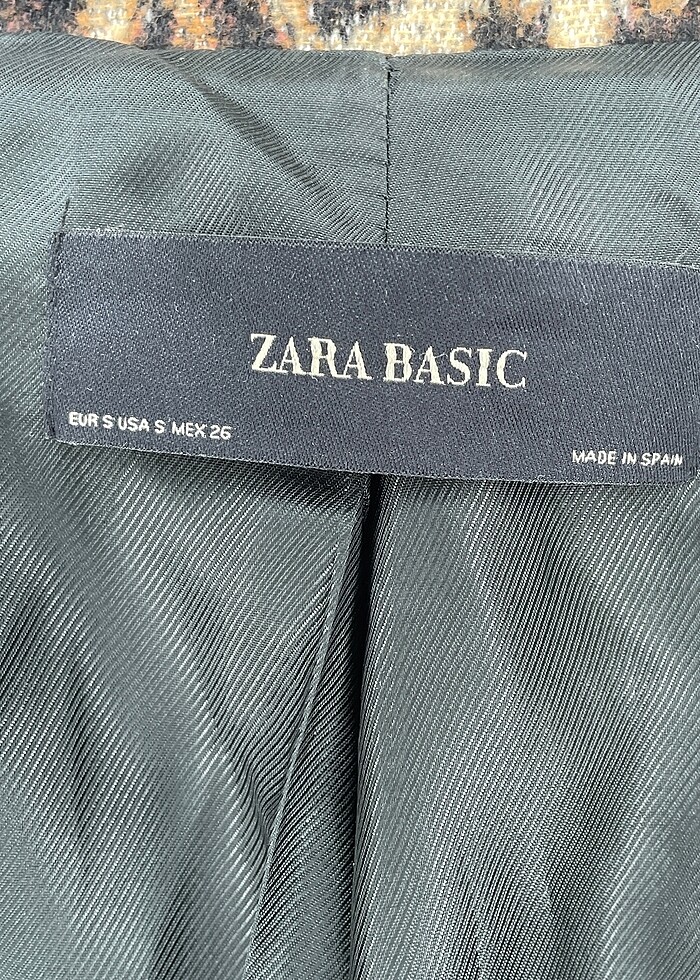 ZARA BASIC
EUR S USA S MEX 26
MADE IN SPAIN